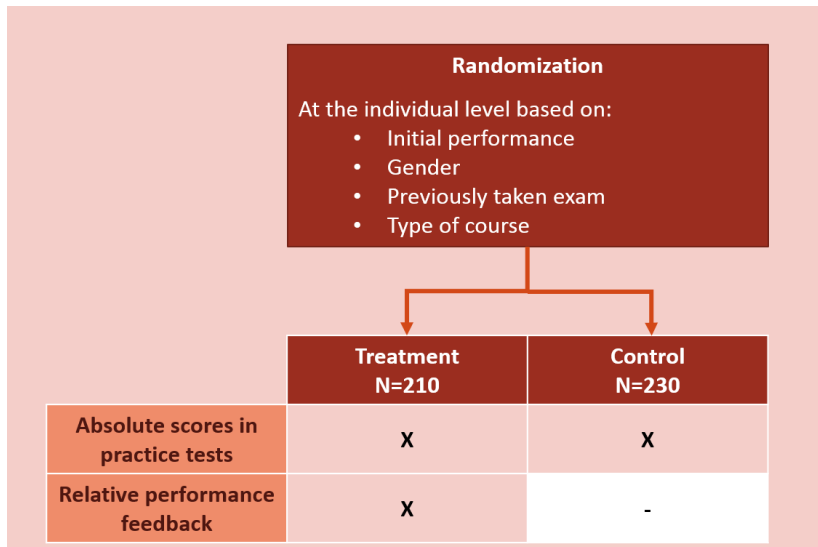 Randomization
At the individual level based on:
• Initial performance
• Gender
• Previously taken exam
• Type of course
Treatment
N=210
Control
N=230
Absolute scores in
practice tests
X
X
Relative performance
feedback
X
-